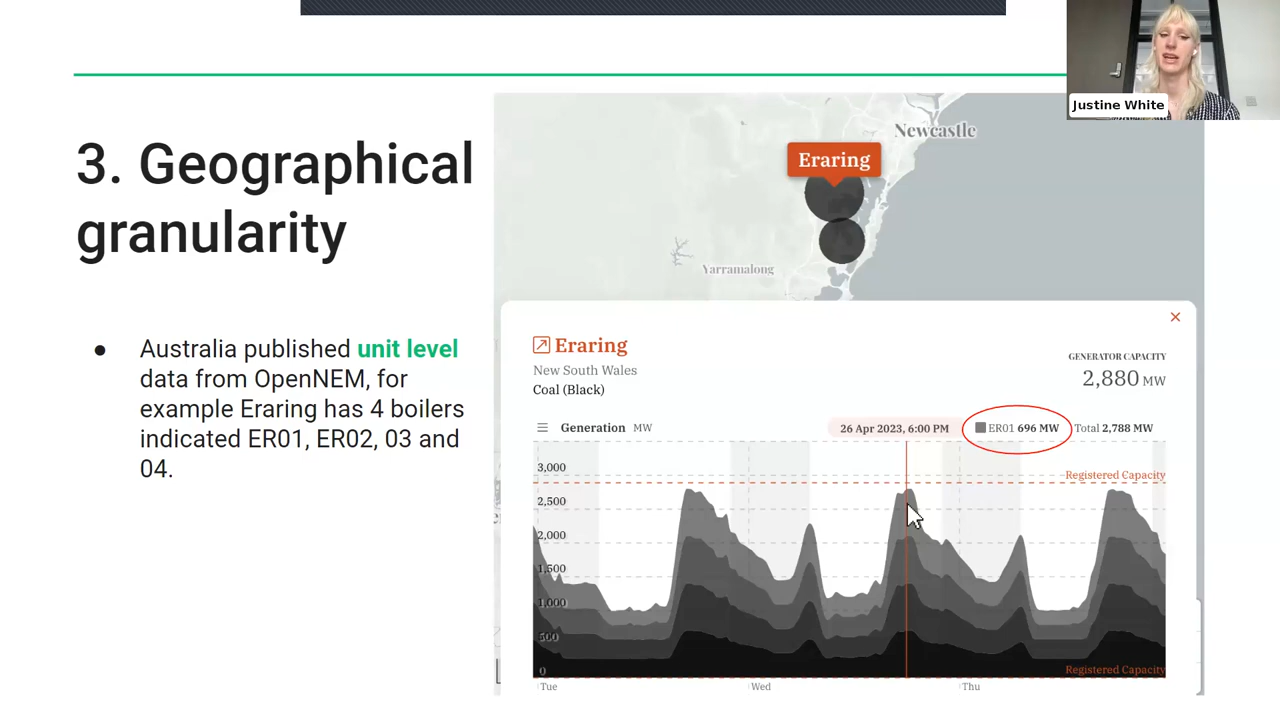 Justine White
3. Geographical
granularity
● Australia published unit level
data from OpenNEM, for
example Eraring has 4 boilers
indicated ER01, ER02, 03 and
04.
Newcastle
Eraring
Yarramalong
Eraring
New South Wales
Coal (Black)
GENERATOR CAPACITY
2,880 MW
Generation MW
26 Apr 2023, 6:00 PM
ER01 696 MW
Total 2,788 MW
3,000
Registered Capacity
2,500
2,000
1,500
1,000
500
0
Registered Capacity
Tue
Wed
Thu